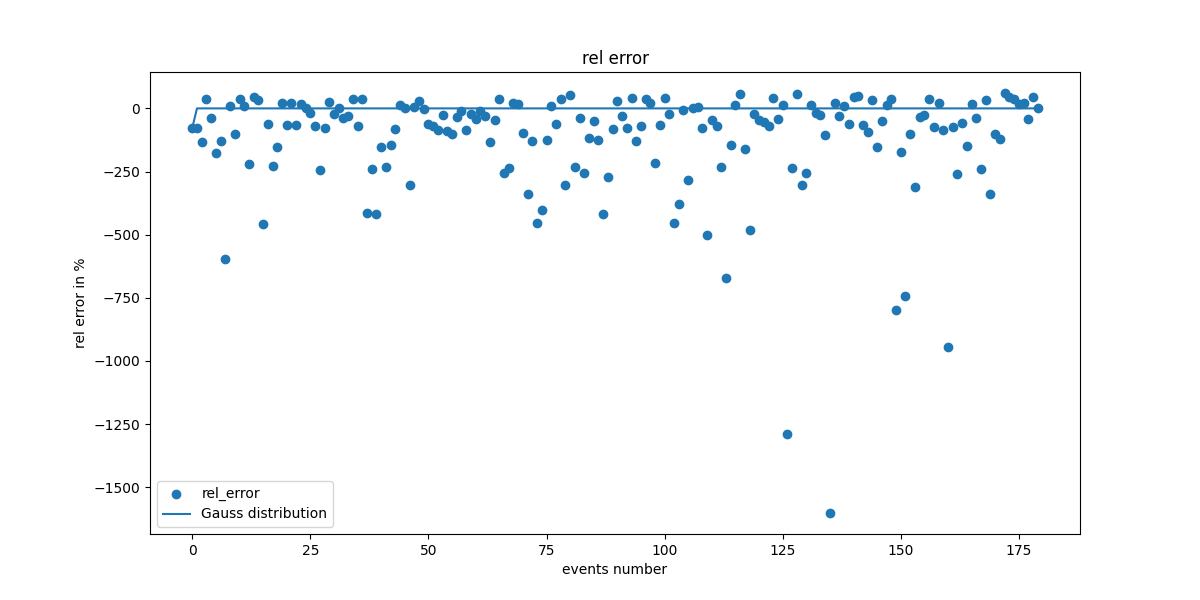 rel error
rel error in %
0
−250
−500
−750
−1000
−1250
−1500
rel_error
Gauss distribution
0 25 50 75 100 125 150 175
events number